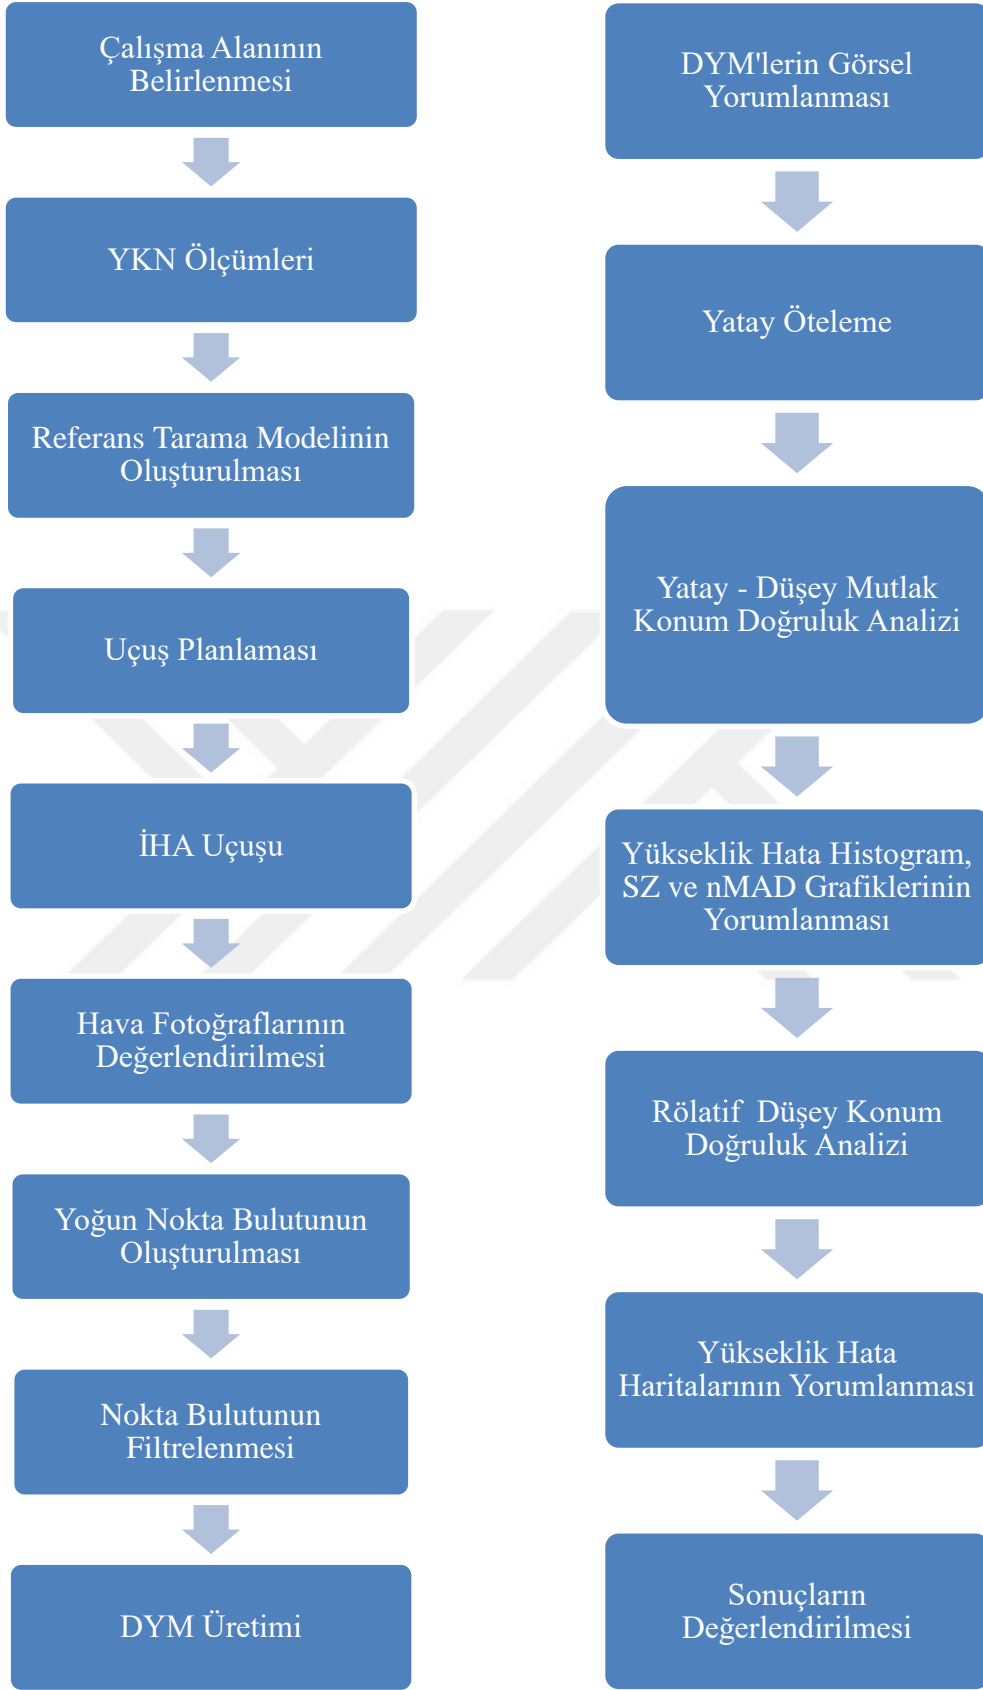 Çalışma Alanının
Belirlenmesi
YKN Ölçümleri
Referans Tarama Modelinin
Oluşturulması
Uçuş Planlaması
İHA Uçuşu
Hava Fotoğraflarının
Değerlendirilmesi
Yoğun Nokta Bulutunun
Oluşturulması
Nokta Bulutunun
Filtrelenmesi
DYM Üretimi
DYM'lerin Görsel
Yorumlanması
Yatay Öteleme
Yatay - Düşey Mutlak
Konum Doğruluk Analizi
Yükseklik Hata Histogram,
SZ ve nMAD Grafiklerinin
Yorumlanması
Rölatif  Düşey Konum
Doğruluk Analizi
Yükseklik Hata
Haritalarının Yorumlanması
Sonuçların
Değerlendirilmesi